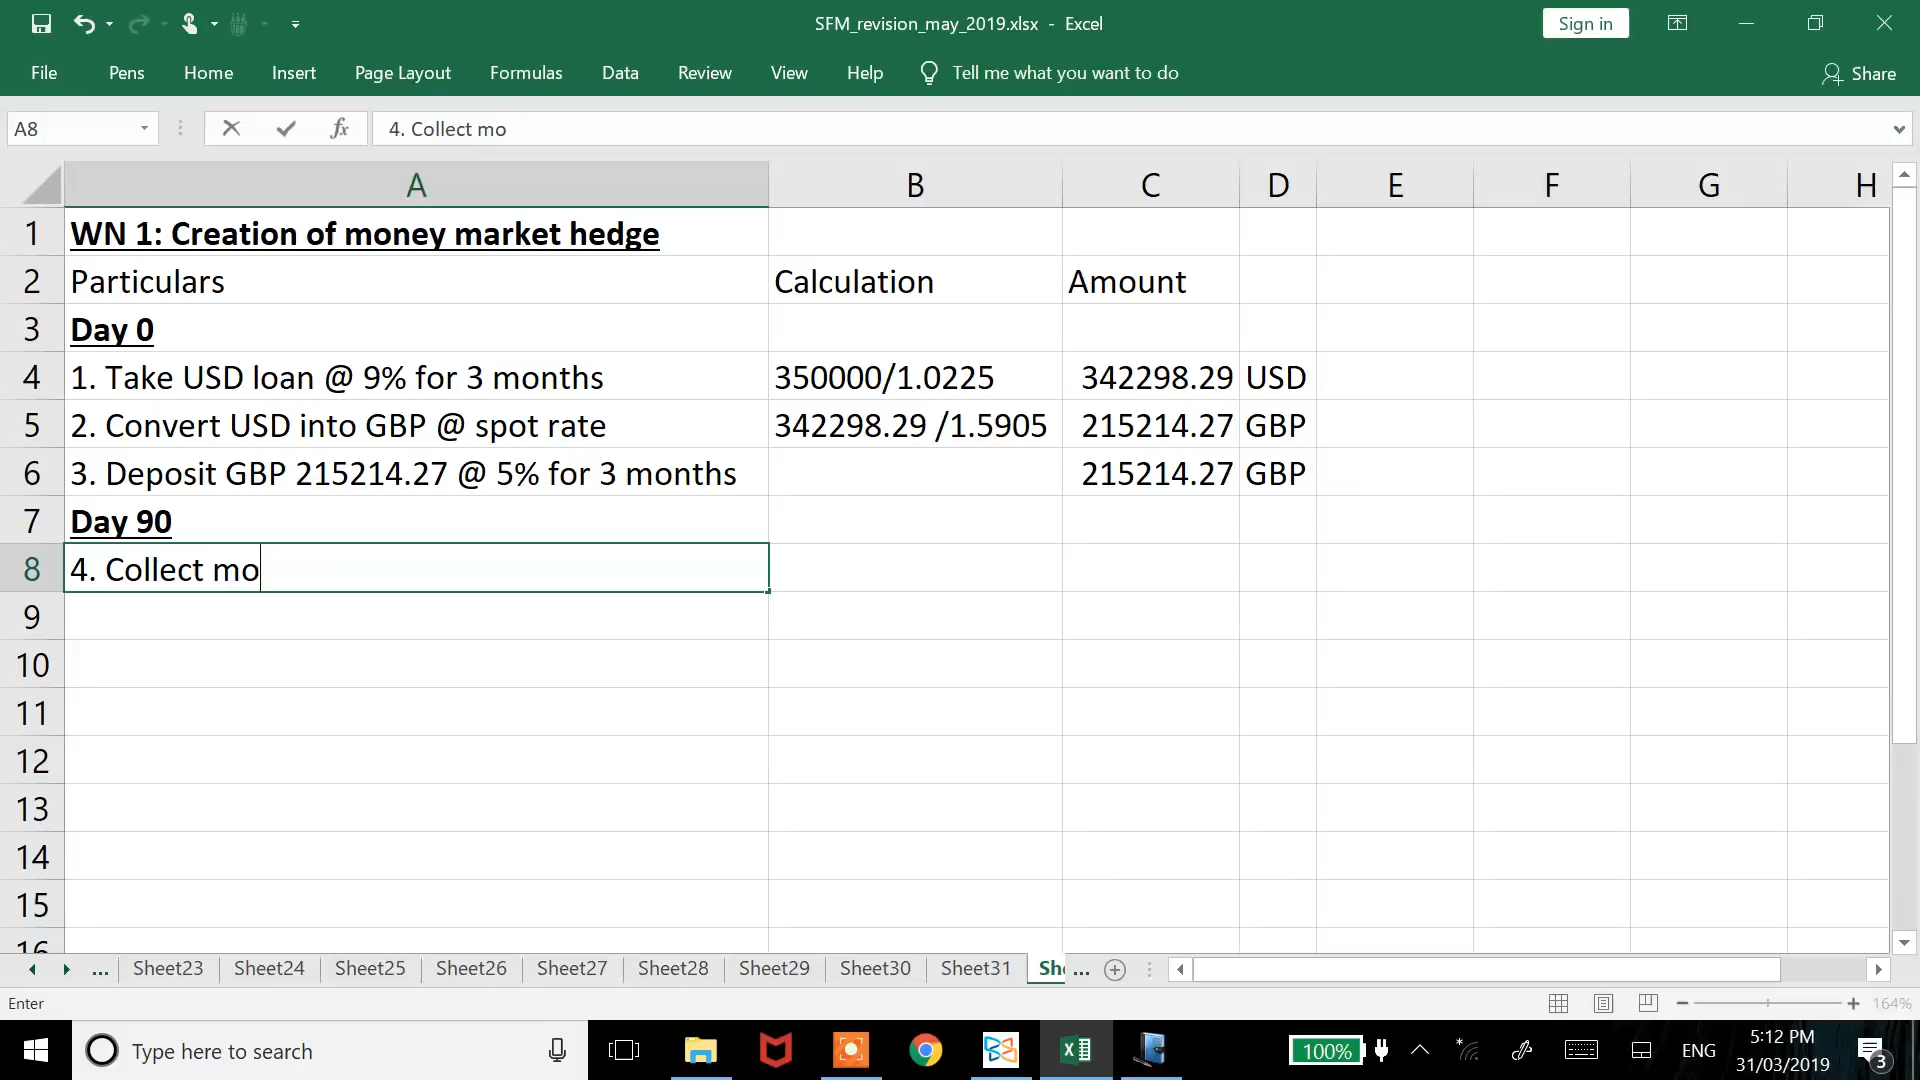 SFM_revision_may_2019.xlsx - Excel
Sign in
File Pens Home Insert Page Layout Formulas Data Review View Help Tell me what you want to do Share
A8 fx 4. Collect mo
A B C D E F G H
1 WN 1: Creation of money market hedge
2 Particulars Calculation Amount
3 Day 0
4 1. Take USD loan @ 9% for 3 months 350000/1.0225 342298.29 USD
5 2. Convert USD into GBP @ spot rate 342298.29 /1.5905 215214.27 GBP
6 3. Deposit GBP 215214.27 @ 5% for 3 months 215214.27 GBP
7 Day 90
8 4. Collect mo
9
10
11
12
13
14
15
16
... Sheet23 Sheet24 Sheet25 Sheet26 Sheet27 Sheet28 Sheet29 Sheet30 Sheet31 She ...
Enter 164%
Type here to search 100% ENG 5:12 PM
31/03/2019 3